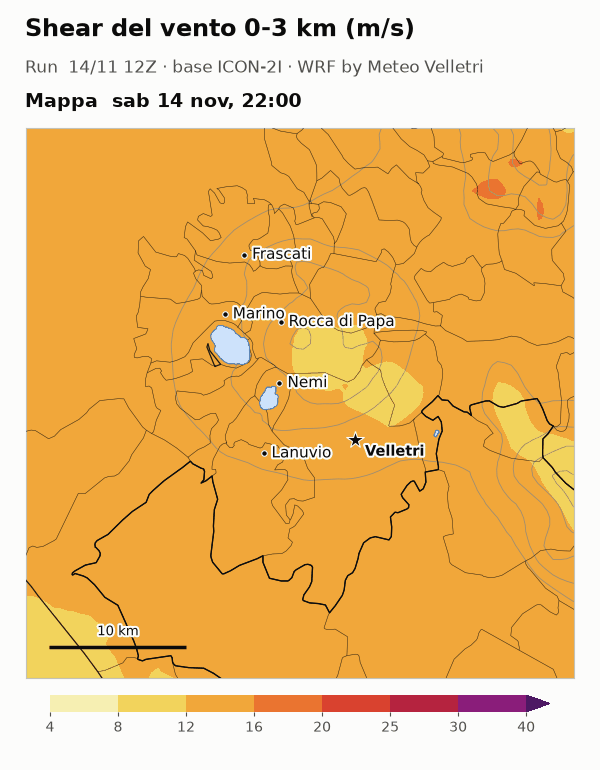 Shear del vento 0-3 km (m/s)
Run  14/11 12Z · base ICON-2I · WRF by Meteo Velletri
Mappa  sab 14 nov, 22:00
Frascati
Marino
Rocca di Papa
Nemi
Velletri
Lanuvio
10 km
4 8 12 16 20 25 30 40